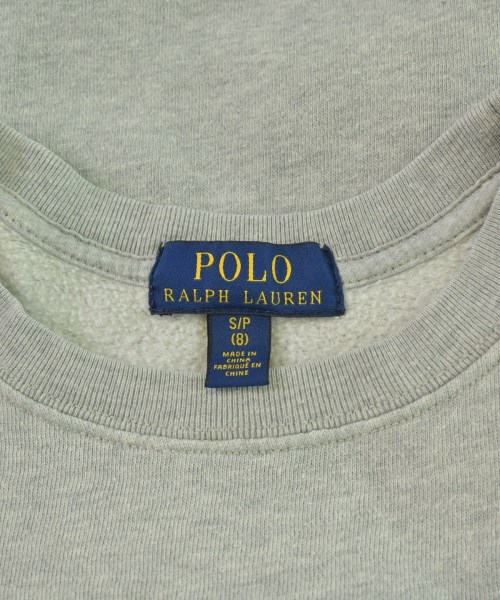 POLO
RALPH LAUREN
S/P
(8)
MADE IN
CHINA
FABRIQUÉ EN
CHINE